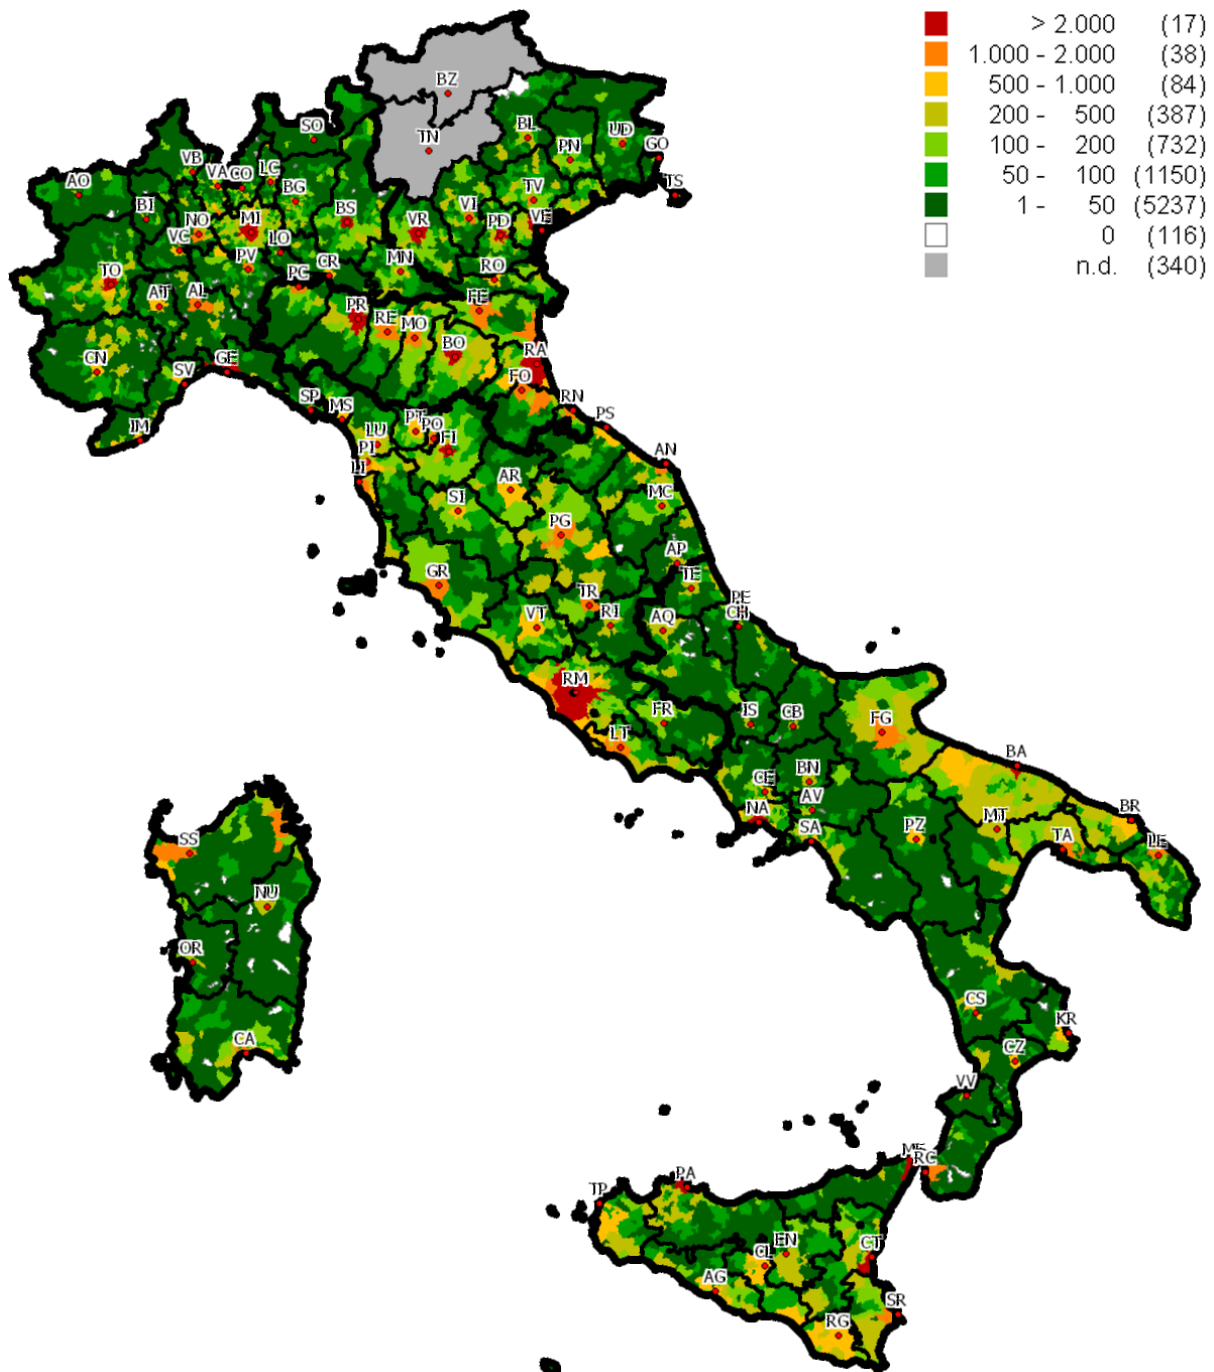 > 2.000 (17)
1.000 - 2.000 (38)
500 - 1.000 (84)
200 - 500 (387)
100 - 200 (732)
50 - 100 (1150)
1 - 50 (5237)
0 (116)
n.d. (340)
BZ
SO
TN
BL
UD
PN
GO
VB
VA
CO
LC
AO
BG
TS
BI
TV
NO
MI
BS
VR
VI
PD
VE
VC
LO
PV
CR
MN
RO
TO
PC
AT
AL
PR
RE
MO
FE
BO
RA
CN
SV
GE
FO
SP
MS
RN
PS
IM
LU
PT
PO
FI
PI
LI
AN
AR
MC
SI
PG
AP
GR
TE
TR
RI
PE
CH
VT
AQ
RM
FR
IS
CB
FG
LT
BA
CE
BN
NA
AV
BR
SA
PZ
MT
TA
LE
SS
NU
OR
CA
CS
KR
CZ
VV
RC
PA
TP
EN
CL
CT
AG
SR
RG